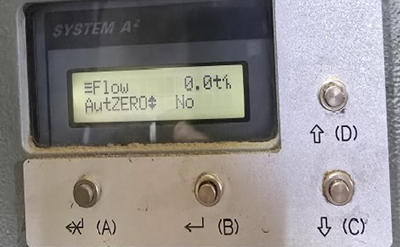 SYSTEM A²
≡Flow 0.0t/h
AutZERO⬍ No
⇧ (D)
(A)
↵ (B)
⇩ (C)